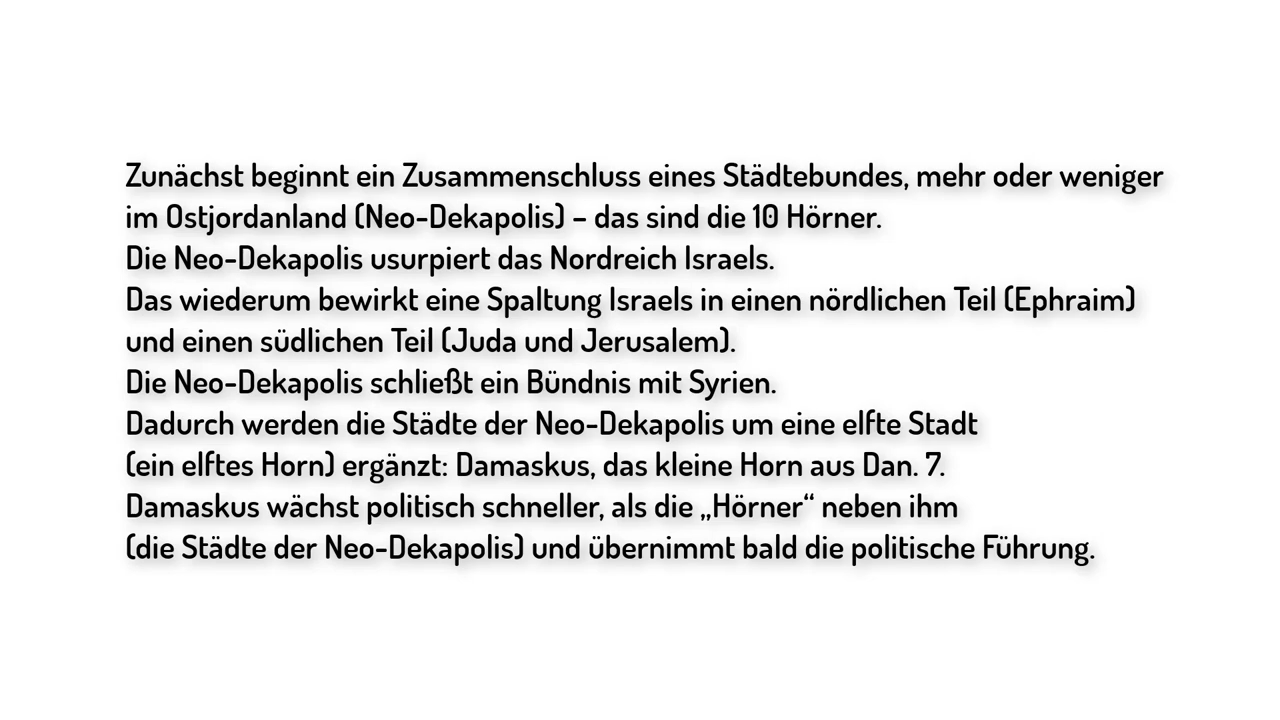 Zunächst beginnt ein Zusammenschluss eines Städtebundes, mehr oder weniger
im Ostjordanland (Neo-Dekapolis) – das sind die 10 Hörner.
Die Neo-Dekapolis usurpiert das Nordreich Israels.
Das wiederum bewirkt eine Spaltung Israels in einen nördlichen Teil (Ephraim)
und einen südlichen Teil (Juda und Jerusalem).
Die Neo-Dekapolis schließt ein Bündnis mit Syrien.
Dadurch werden die Städte der Neo-Dekapolis um eine elfte Stadt
(ein elftes Horn) ergänzt: Damaskus, das kleine Horn aus Dan. 7.
Damaskus wächst politisch schneller, als die „Hörner“ neben ihm
(die Städte der Neo-Dekapolis) und übernimmt bald die politische Führung.